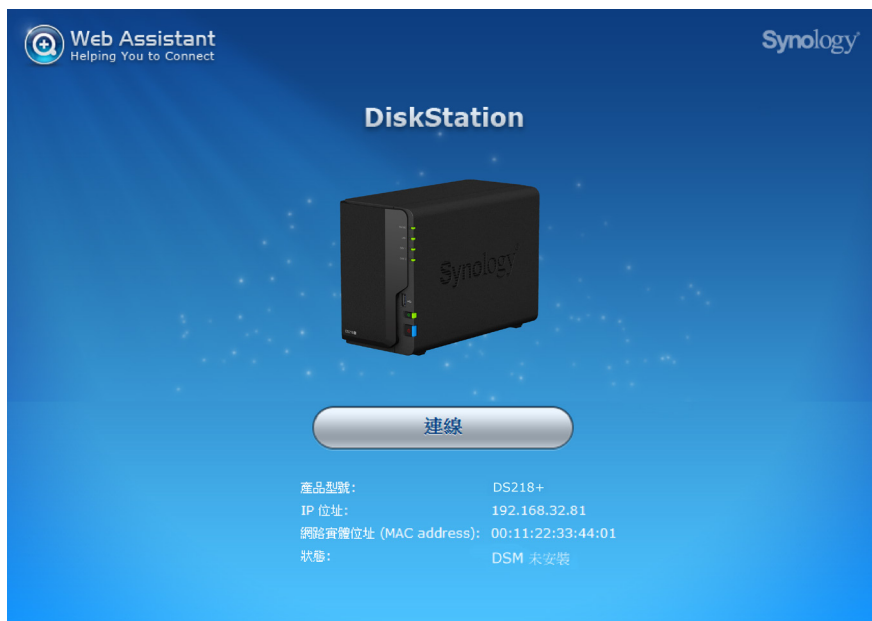 Web Assistant
Helping You to Connect
Synology
DiskStation
Synology
連線
產品型號: DS218+
IP 位址: 192.168.32.81
網路實體位址 (MAC address): 00:11:22:33:44:01
狀態: DSM 未安裝